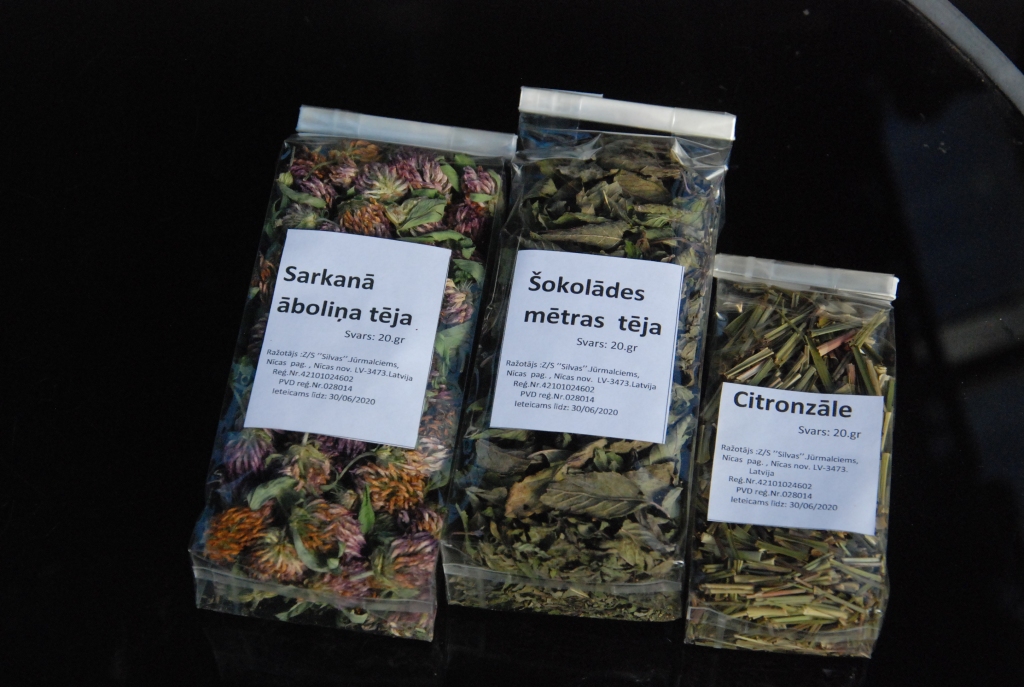 Sarkanā
āboliņa tēja
Svars: 20.gr
Ražotājs :Z/S ''Silvas''.Jūrmalciems,
Nīcas pag. , Nīcas nov. LV-3473.Latvija
Reģ.Nr.42101024602
PVD reģ.Nr.028014
Ieteicams līdz: 30/06/2020
Šokolādes
mētras tēja
Svars: 20.gr
Ražotājs :Z/S ''Silvas''.Jūrmalciems,
Nīcas pag. , Nīcas nov. LV-3473.Latvija
Reģ.Nr.42101024602
PVD reģ.Nr.028014
Ieteicams līdz: 30/06/2020
Citronzāle
Svars: 20.gr
Ražotājs :Z/S ''Silvas''.Jūrmalciems,
Nīcas pag. , Nīcas nov. LV-3473.
Latvija
Reģ.Nr.42101024602
PVD reģ.Nr.028014
Ieteicams līdz: 30/06/2020